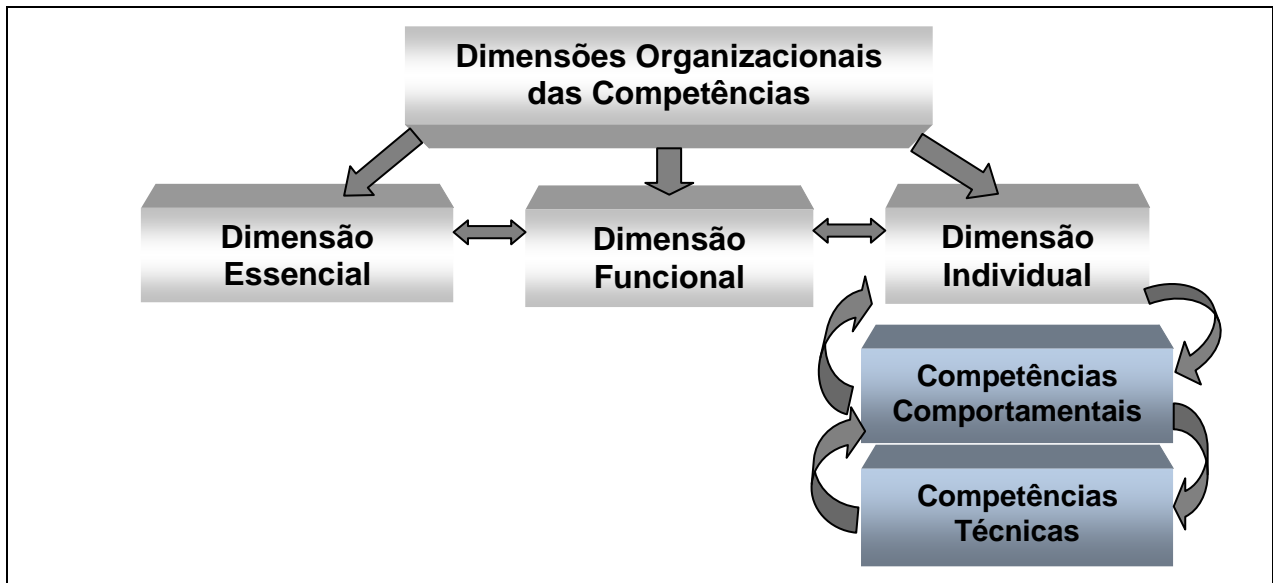 Dimensões Organizacionais
das Competências
Dimensão
Essencial
Dimensão
Funcional
Dimensão
Individual
Competências
Comportamentais
Competências
Técnicas